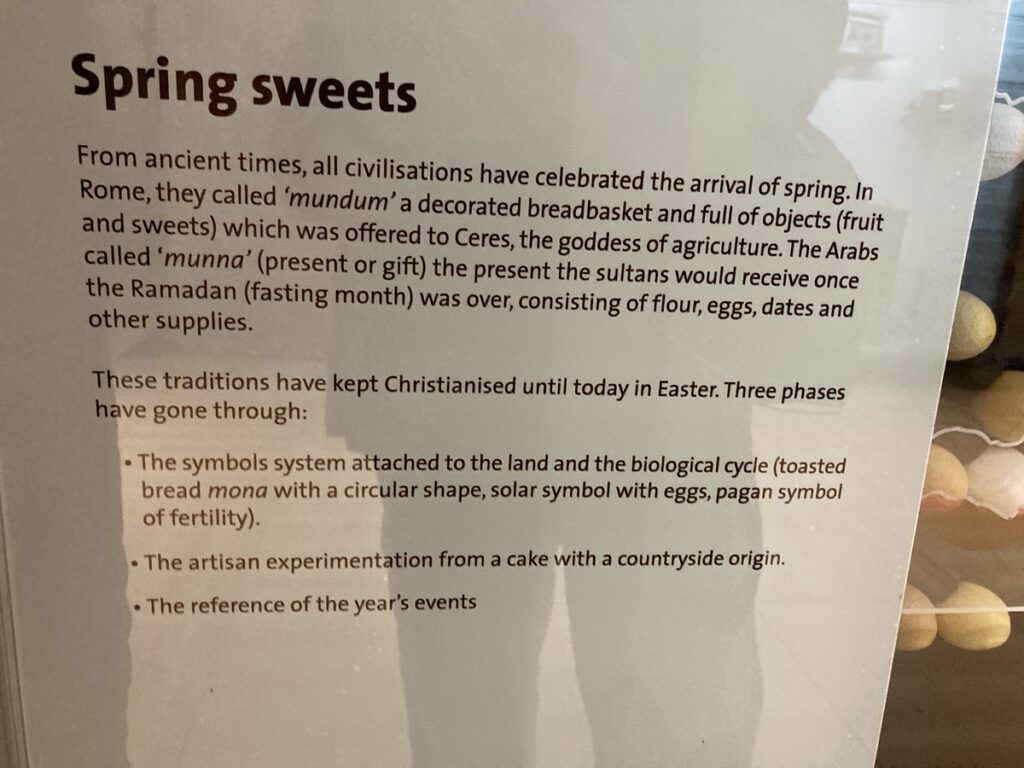 Spring sweets
From ancient times, all civilisations have celebrated the arrival of spring. In
Rome, they called ‘mundum’ a decorated breadbasket and full of objects (fruit
and sweets) which was offered to Ceres, the goddess of agriculture. The Arabs
called ‘munna’ (present or gift) the present the sultans would receive once
the Ramadan (fasting month) was over, consisting of flour, eggs, dates and
other supplies.
These traditions have kept Christianised until today in Easter. Three phases
have gone through:
• The symbols system attached to the land and the biological cycle (toasted
bread mona with a circular shape, solar symbol with eggs, pagan symbol
of fertility).
• The artisan experimentation from a cake with a countryside origin.
• The reference of the year’s events